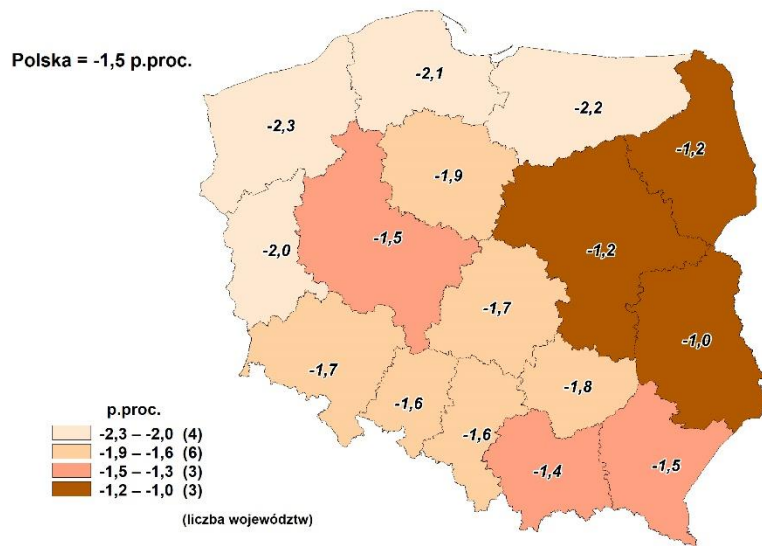 Polska = -1,5 p.proc.
-2,1
-2,3
-2,2
-1,2
-1,9
-2,0
-1,5
-1,2
-1,7
-1,0
-1,7
-1,8
-1,6
-1,6
-1,4
-1,5
p.proc.
-2,3 – -2,0 (4)
-1,9 – -1,6 (6)
-1,5 – -1,3 (3)
-1,2 – -1,0 (3)
(liczba województw)